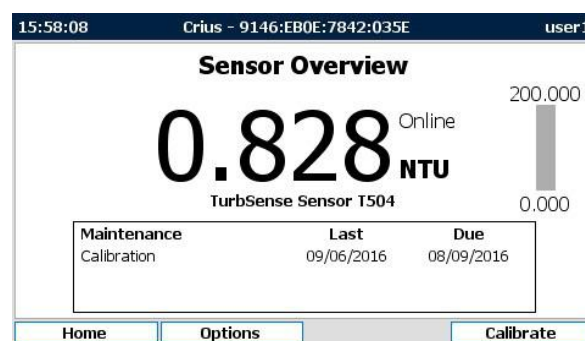 15:58:08 Crius - 9146:EB0E:7842:035E user1
Sensor Overview
200.000
0.828 Online
NTU
TurbSense Sensor T504
0.000
Maintenance Last Due
Calibration 09/06/2016 08/09/2016
Home Options Calibrate